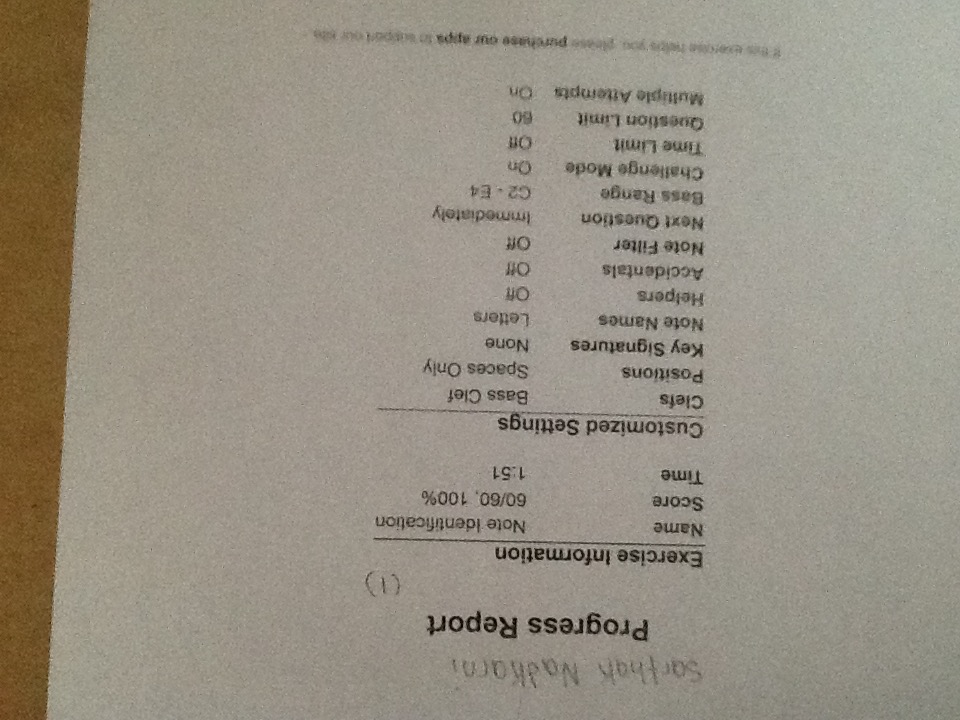 Sarthak Nadkarni
Progress Report
(1)
Exercise Information
Name Note Identification
Score 60/60, 100%
Time 1:51
Customized Settings
Clefs Bass Clef
Positions Spaces Only
Key Signatures None
Note Names Letters
Helpers Off
Accidentals Off
Note Filter Off
Next Question Immediately
Bass Range C2 - E4
Challenge Mode On
Time Limit Off
Question Limit 60
Multiple Attempts On
If this exercise helps you, please purchase our apps to support our site.